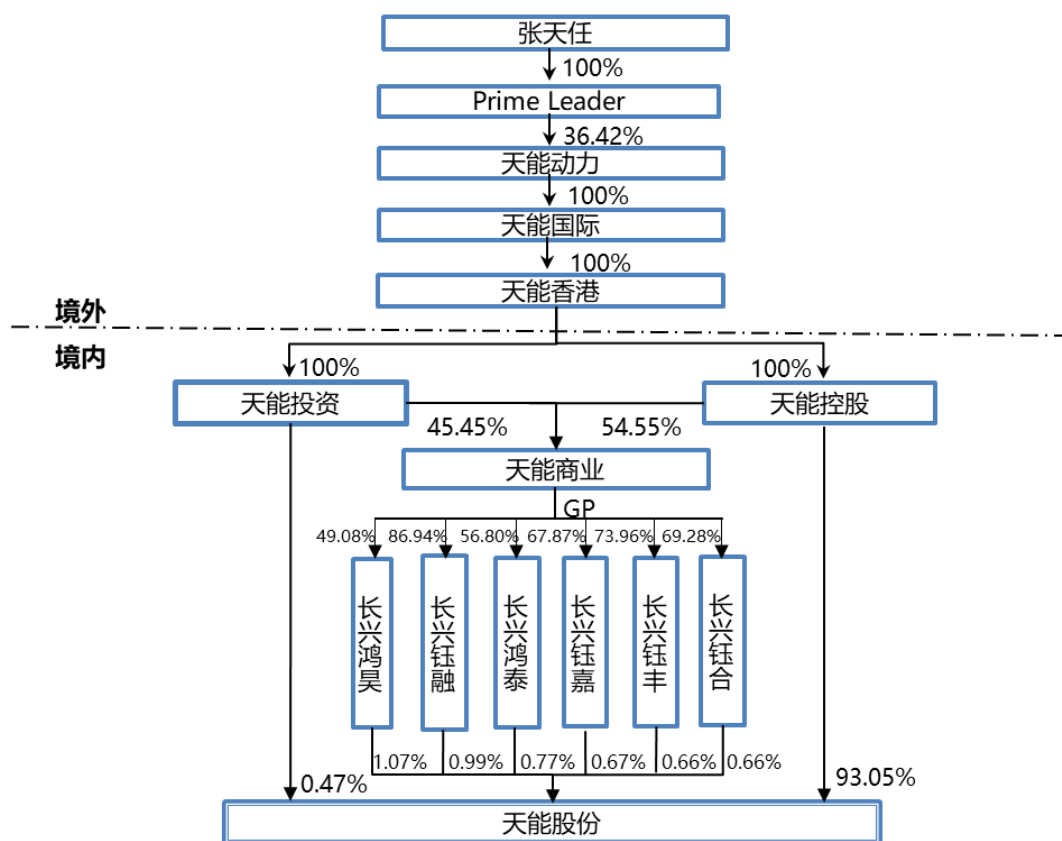 张天任
100%
Prime Leader
36.42%
天能动力
100%
天能国际
100%
天能香港
境外
境内
100%
100%
天能投资
天能控股
45.45%
54.55%
天能商业
GP
49.08%
86.94%
56.80%
67.87%
73.96%
69.28%
长兴鸿昊
长兴钰融
长兴鸿泰
长兴钰嘉
长兴钰丰
长兴钰合
1.07%
0.99%
0.77%
0.67%
0.66%
0.66%
0.47%
93.05%
天能股份